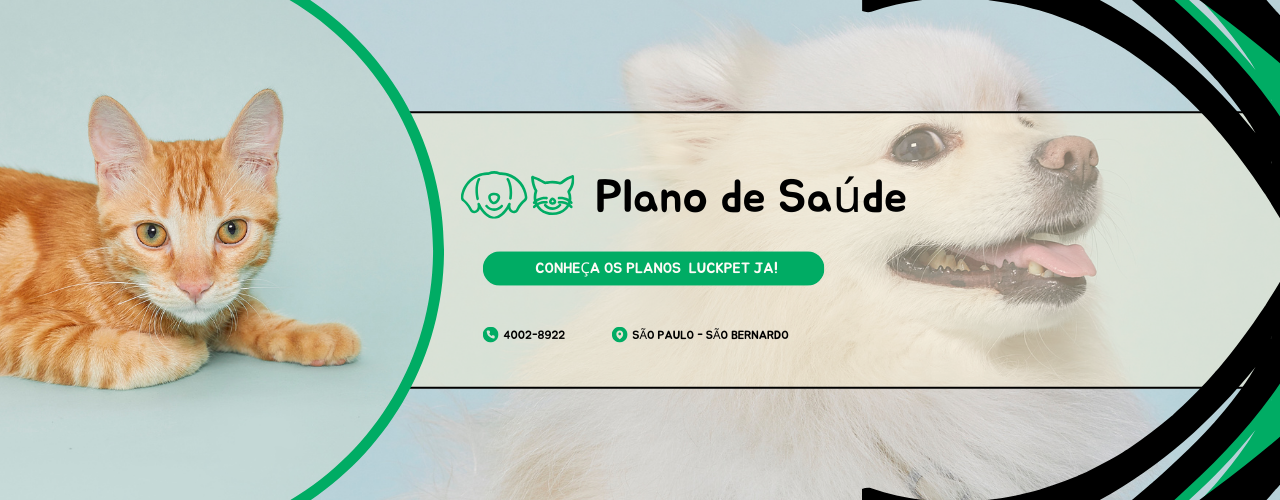 Plano de Saúde
CONHEÇA OS PLANOS LUCKPET JA!
4002-8922
SÃO PAULO - SÃO BERNARDO